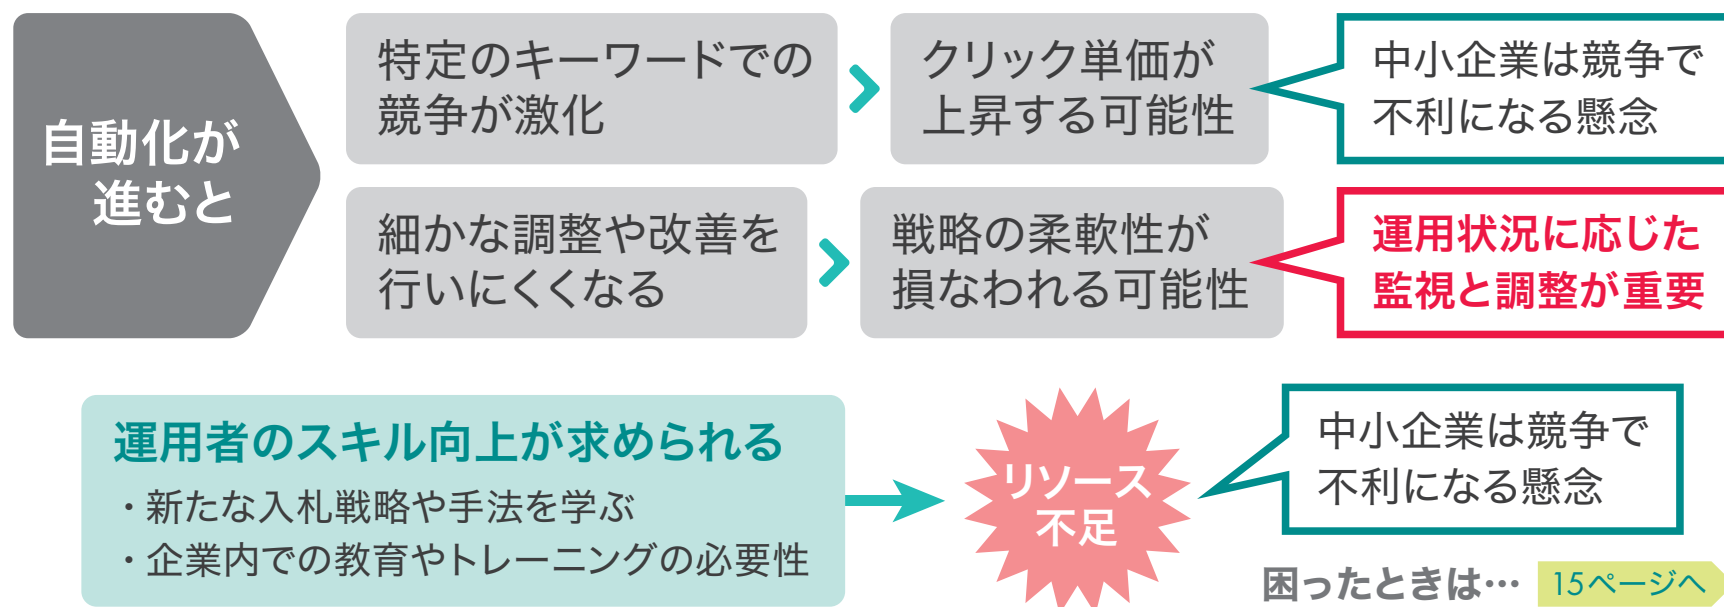 自動化が
進むと
特定のキーワードでの
競争が激化
クリック単価が
上昇する可能性
中小企業は競争で
不利になる懸念
細かな調整や改善を
行いにくくなる
戦略の柔軟性が
損なわれる可能性
運用状況に応じた
監視と調整が重要
運用者のスキル向上が求められる
・新たな入札戦略や手法を学ぶ
・企業内での教育やトレーニングの必要性
リソース
不足
中小企業は競争で
不利になる懸念
困ったときは… 15ページへ